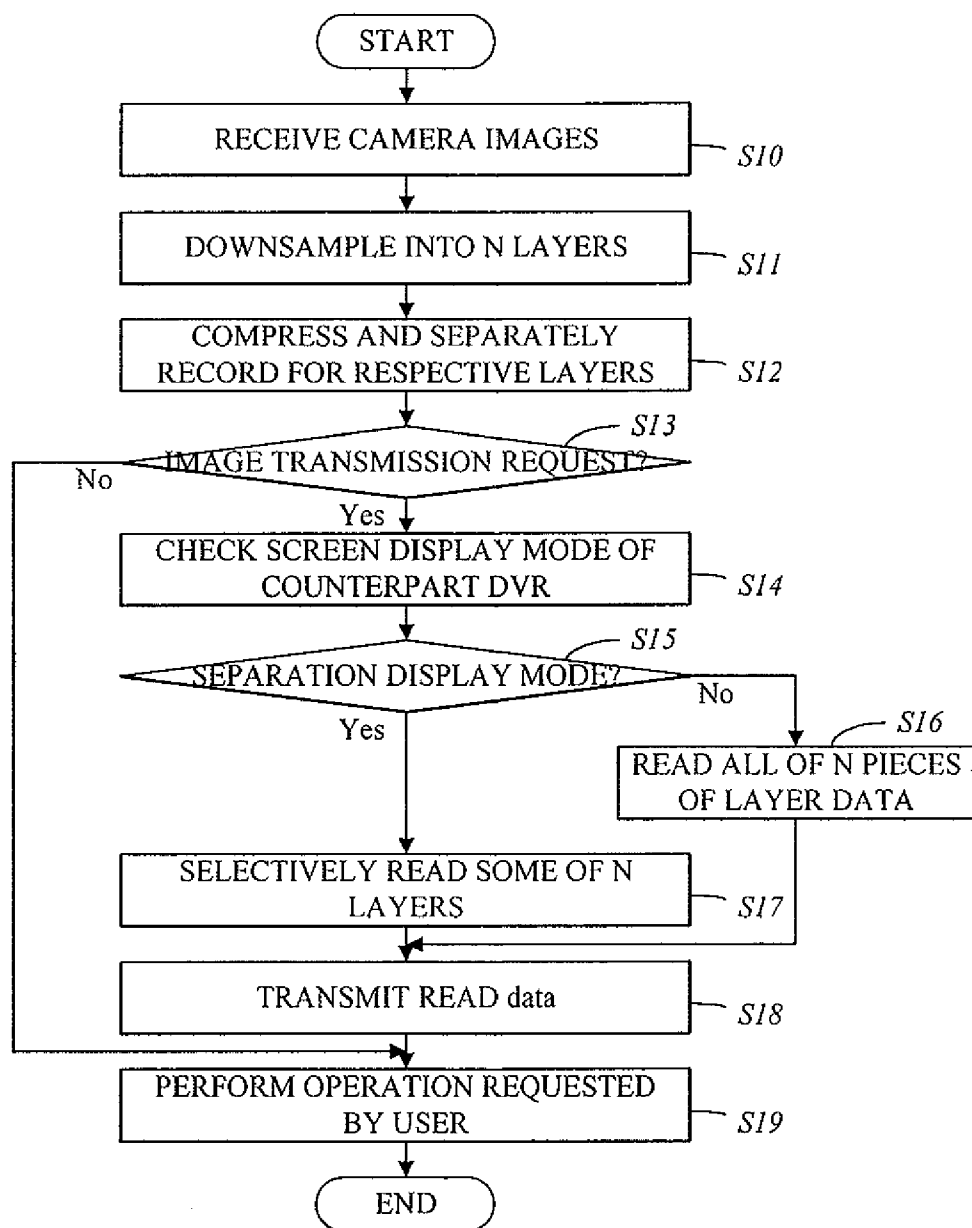 START
RECEIVE CAMERA IMAGES
S10
DOWNSAMPLE INTO N LAYERS
S11
COMPRESS AND SEPARATELY
RECORD FOR RESPECTIVE LAYERS
S12
S13
IMAGE TRANSMISSION REQUEST?
No
Yes
CHECK SCREEN DISPLAY MODE OF
COUNTERPART DVR
S14
S15
SEPARATION DISPLAY MODE?
No
Yes
S16
READ ALL OF N PIECES
OF LAYER DATA
SELECTIVELY READ SOME OF N
LAYERS
S17
TRANSMIT READ data
S18
PERFORM OPERATION REQUESTED
BY USER
S19
END